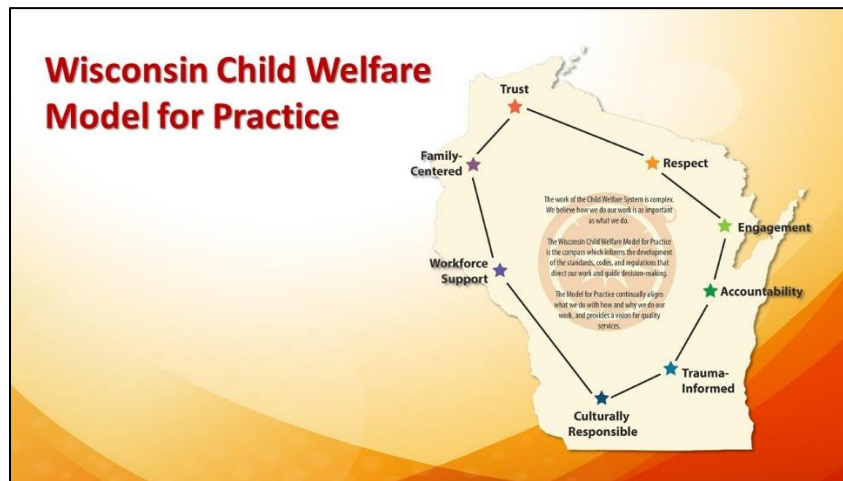 Wisconsin Child Welfare
Model for Practice
Trust
Respect
Engagement
Accountability
Trauma-
Informed
Culturally
Responsible
Workforce
Support
Family-
Centered
The work of the Child Welfare System is complex.
We believe how we do our work is as important
as what we do.
The Wisconsin Child Welfare Model for Practice
is the compass which informs the development
of the standards, codes, and regulations that
direct our work and guide decision-making.
The Model for Practice continually aligns
what we do with how and why we do our
work, and provides a vision for quality
services.